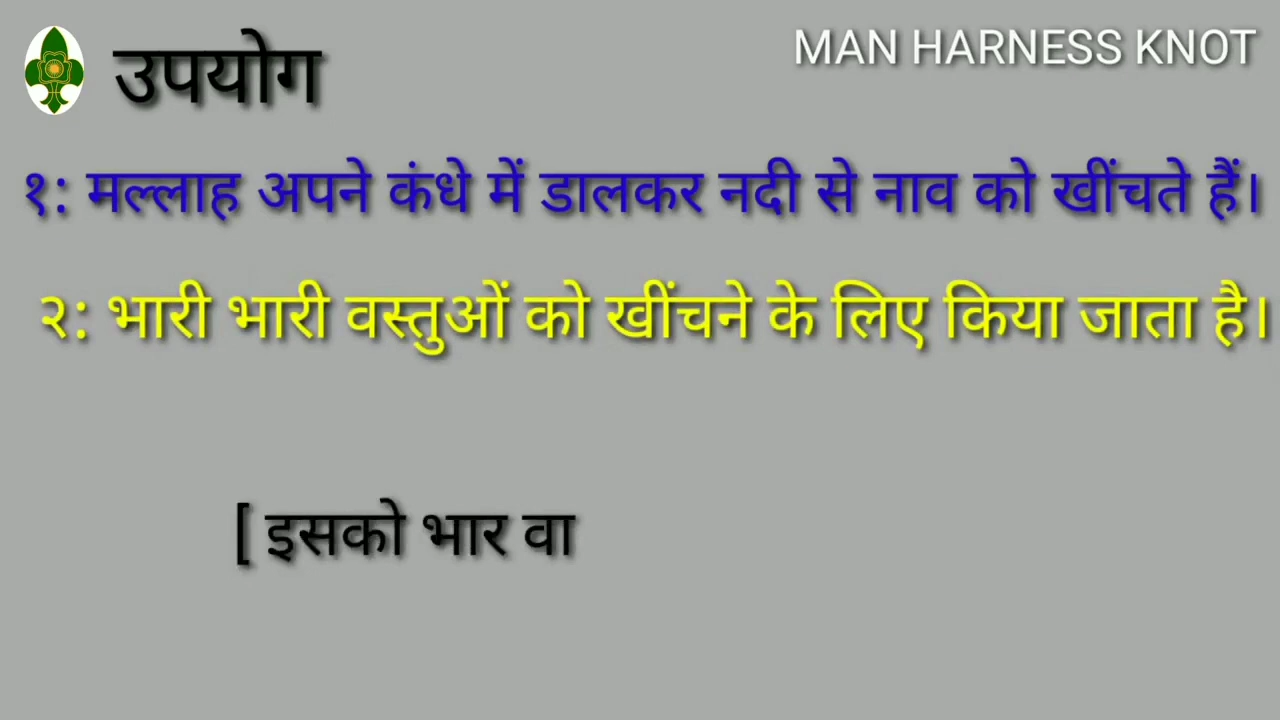 उपयोग
MAN HARNESS KNOT
१: मल्लाह अपने कंधे में डालकर नदी से नाव को खींचते हैं।
२: भारी भारी वस्तुओं को खींचने के लिए किया जाता है।
[ इसको भार वा